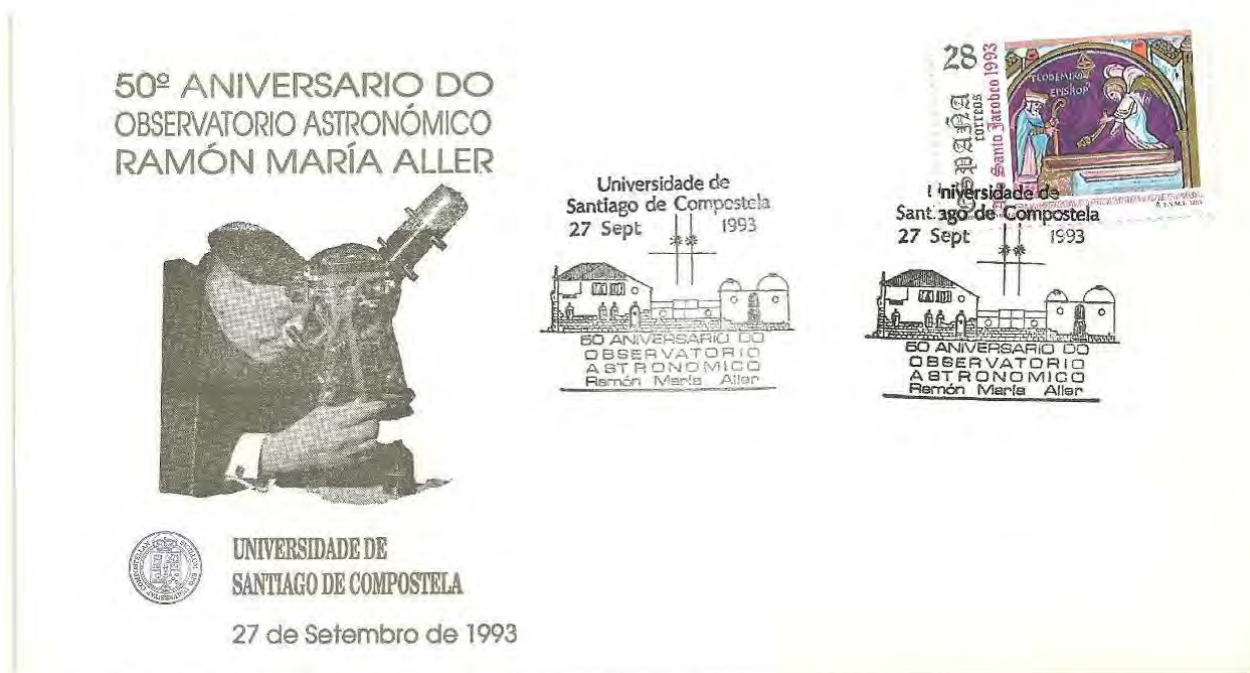 50º ANIVERSARIO DO
OBSERVATORIO ASTRONÓMICO
RAMÓN MARÍA ALLER
UNIVERSIDADE DE
SANTIAGO DE COMPOSTELA
27 de Setembro de 1993
Universidade de
Santiago de Compostela
27 Sept 1993
50 ANIVERSARIO DO
OBSERVATORIO
ASTRONOMICO
Ramón María Aller
28
españa
correos
Santo Jacobeo 1993
TEODEMIRUS
EPISHOP
Universidade de
Santiago de Compostela
27 Sept 1993
50 ANIVERSARIO DO
OBSERVATORIO
ASTRONOMICO
Ramón María Aller